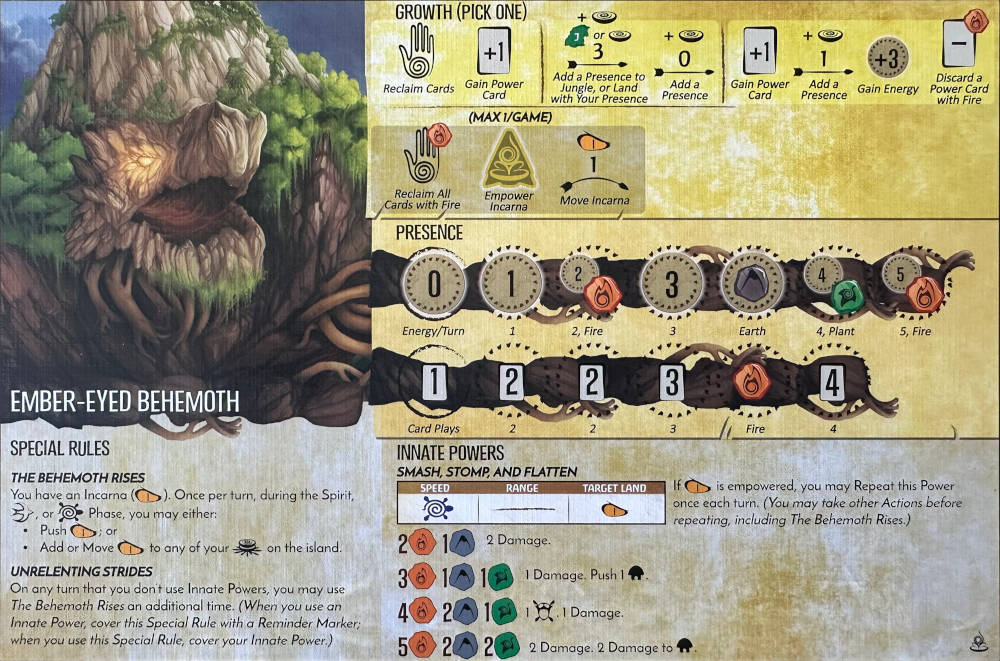 GROWTH (PICK ONE)
Reclaim Cards
+1
Gain Power
Card
+
J or
3
Add a Presence to
Jungle, or Land
with Your Presence
+
0
Add a
Presence
+1
Gain Power
Card
+
1
Add a
Presence
+3
Gain Energy
−
Discard a
Power Card
with Fire
(MAX 1/GAME)
Reclaim All
Cards with Fire
Empower
Incarna
1
Move Incarna
PRESENCE
0 1 2 3 4 5
Energy/Turn 1 2, Fire 3 Earth 4, Plant 5, Fire
1 2 2 3 4
Card Plays 2 2 3 Fire 4
EMBER-EYED BEHEMOTH
SPECIAL RULES
THE BEHEMOTH RISES
You have an Incarna ( ). Once per turn, during the Spirit,
, or Phase, you may either:
• Push ; or
• Add or Move to any of your on the island.
UNRELENTING STRIDES
On any turn that you don't use Innate Powers, you may use
The Behemoth Rises an additional time. (When you use an
Innate Power, cover this Special Rule with a Reminder Marker;
when you use this Special Rule, cover your Innate Power.)
INNATE POWERS
SMASH, STOMP, AND FLATTEN
SPEED RANGE TARGET LAND
If is empowered, you may Repeat this Power
once each turn. (You may take other Actions before
repeating, including The Behemoth Rises.)
2 1 2 Damage.
3 1 1 1 Damage. Push 1 .
4 2 1 1 . 1 Damage.
5 2 2 2 Damage. 2 Damage to .